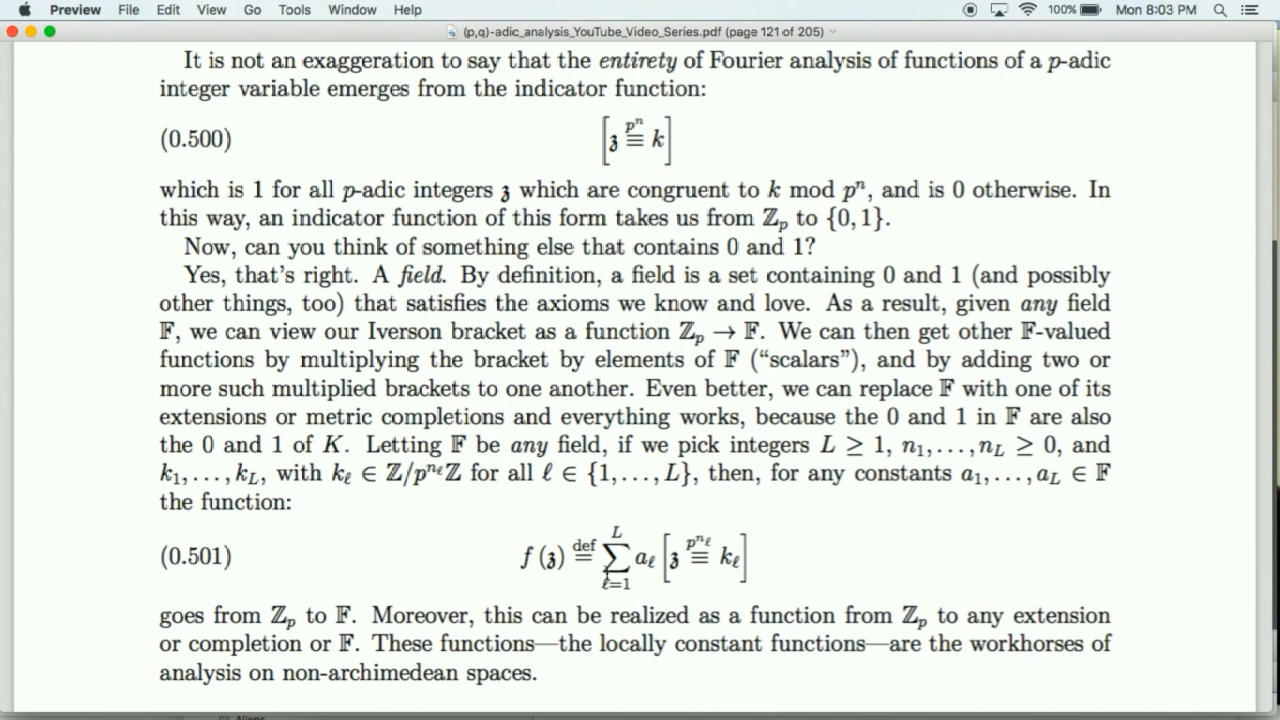 Preview File Edit View Go Tools Window Help 100% Mon 8:03 PM
(p,q)-adic_analysis_YouTube_Video_Series.pdf (page 121 of 205)
It is not an exaggeration to say that the entirety of Fourier analysis of functions of a p-adic
integer variable emerges from the indicator function:
(0.500) [𝔷 ≡^{p^n} k]
which is 1 for all p-adic integers 𝔷 which are congruent to k mod pⁿ, and is 0 otherwise. In
this way, an indicator function of this form takes us from ℤ_p to {0, 1}.
Now, can you think of something else that contains 0 and 1?
Yes, that's right. A field. By definition, a field is a set containing 0 and 1 (and possibly
other things, too) that satisfies the axioms we know and love. As a result, given any field
𝔽, we can view our Iverson bracket as a function ℤ_p → 𝔽. We can then get other 𝔽-valued
functions by multiplying the bracket by elements of 𝔽 (“scalars”), and by adding two or
more such multiplied brackets to one another. Even better, we can replace 𝔽 with one of its
extensions or metric completions and everything works, because the 0 and 1 in 𝔽 are also
the 0 and 1 of K. Letting 𝔽 be any field, if we pick integers L ≥ 1, n₁, . . . , n_L ≥ 0, and
k₁, . . . , k_L, with k_ℓ ∈ ℤ/p^{n_ℓ}ℤ for all ℓ ∈ {1, . . . , L}, then, for any constants a₁, . . . , a_L ∈ 𝔽
the function:
(0.501) f (𝔷) ≝ ∑_{ℓ=1}^{L} a_ℓ [𝔷 ≡^{p^{n_ℓ}} k_ℓ]
goes from ℤ_p to 𝔽. Moreover, this can be realized as a function from ℤ_p to any extension
or completion or 𝔽. These functions—the locally constant functions—are the workhorses of
analysis on non-archimedean spaces.